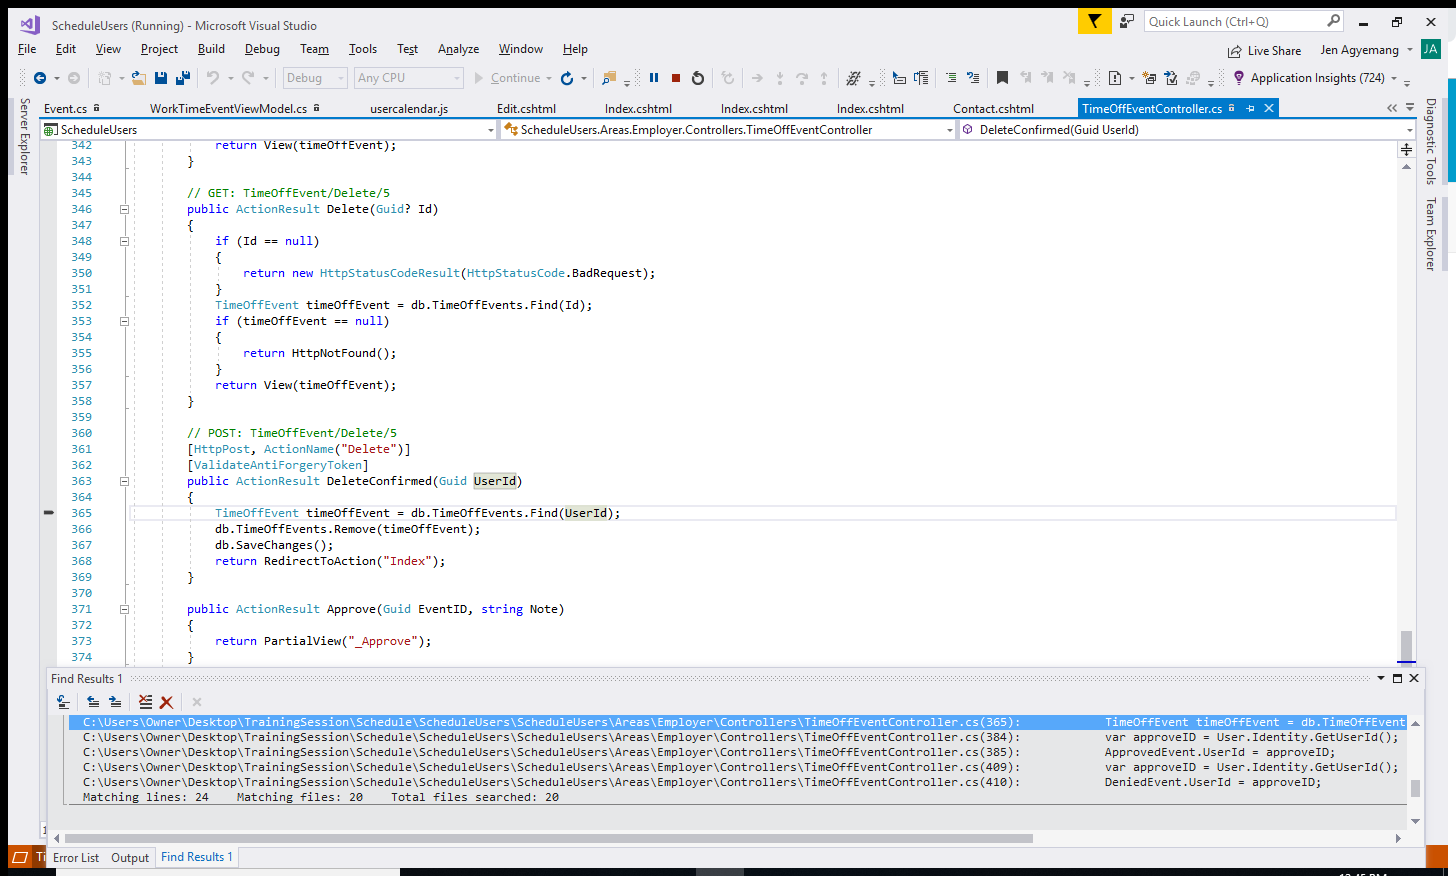 ScheduleUsers (Running) - Microsoft Visual Studio
Quick Launch (Ctrl+Q)
File Edit View Project Build Debug Team Tools Test Analyze Window Help
Live Share Jen Agyemang JA
Debug Any CPU Continue Application Insights (724)
Event.cs WorkTimeEventViewModel.cs usercalendar.js Edit.cshtml Index.cshtml Index.cshtml Index.cshtml Contact.cshtml TimeOffEventController.cs
ScheduleUsers ScheduleUsers.Areas.Employer.Controllers.TimeOffEventController DeleteConfirmed(Guid UserId)
Server Explorer
Diagnostic Tools
Team Explorer
342 return View(timeOffEvent);
343 }
344
345 // GET: TimeOffEvent/Delete/5
346 public ActionResult Delete(Guid? Id)
347 {
348 if (Id == null)
349 {
350 return new HttpStatusCodeResult(HttpStatusCode.BadRequest);
351 }
352 TimeOffEvent timeOffEvent = db.TimeOffEvents.Find(Id);
353 if (timeOffEvent == null)
354 {
355 return HttpNotFound();
356 }
357 return View(timeOffEvent);
358 }
359
360 // POST: TimeOffEvent/Delete/5
361 [HttpPost, ActionName("Delete")]
362 [ValidateAntiForgeryToken]
363 public ActionResult DeleteConfirmed(Guid UserId)
364 {
365 TimeOffEvent timeOffEvent = db.TimeOffEvents.Find(UserId);
366 db.TimeOffEvents.Remove(timeOffEvent);
367 db.SaveChanges();
368 return RedirectToAction("Index");
369 }
370
371 public ActionResult Approve(Guid EventID, string Note)
372 {
373 return PartialView("_Approve");
374 }
Find Results 1
C:\Users\Owner\Desktop\TrainingSession\Schedule\ScheduleUsers\ScheduleUsers\Areas\Employer\Controllers\TimeOffEventController.cs(365): TimeOffEvent timeOffEvent = db.TimeOffEvent
C:\Users\Owner\Desktop\TrainingSession\Schedule\ScheduleUsers\ScheduleUsers\Areas\Employer\Controllers\TimeOffEventController.cs(384): var approveID = User.Identity.GetUserId();
C:\Users\Owner\Desktop\TrainingSession\Schedule\ScheduleUsers\ScheduleUsers\Areas\Employer\Controllers\TimeOffEventController.cs(385): ApprovedEvent.UserId = approveID;
C:\Users\Owner\Desktop\TrainingSession\Schedule\ScheduleUsers\ScheduleUsers\Areas\Employer\Controllers\TimeOffEventController.cs(409): var approveID = User.Identity.GetUserId();
C:\Users\Owner\Desktop\TrainingSession\Schedule\ScheduleUsers\ScheduleUsers\Areas\Employer\Controllers\TimeOffEventController.cs(410): DeniedEvent.UserId = approveID;
Matching lines: 24 Matching files: 20 Total files searched: 20
Error List Output Find Results 1